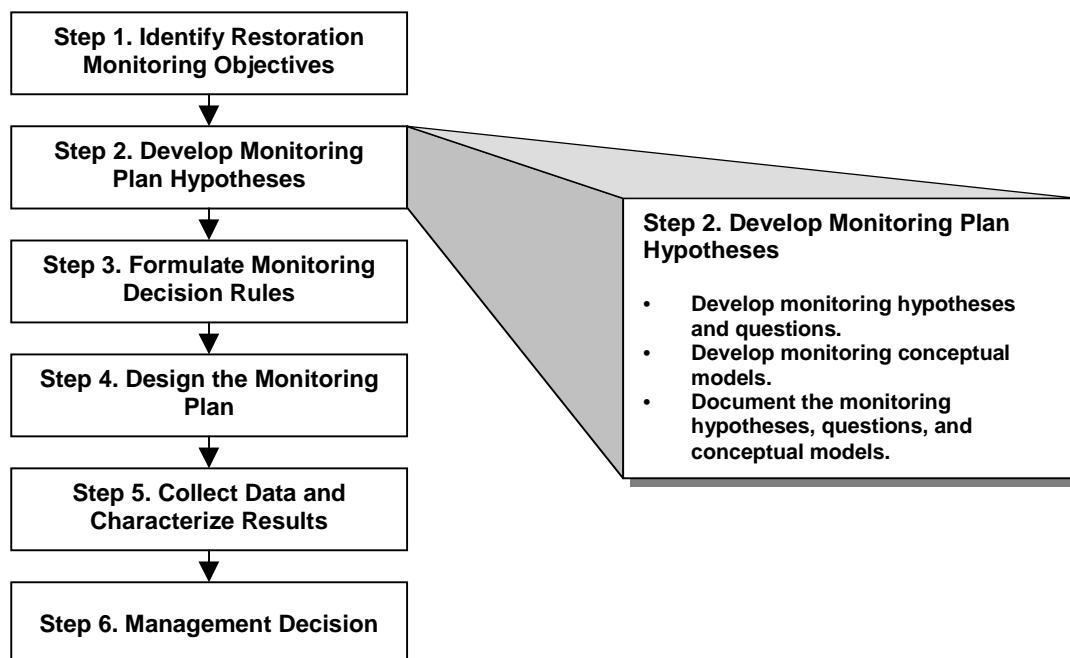 Step 1. Identify Restoration
Monitoring Objectives
Step 2. Develop Monitoring
Plan Hypotheses
Step 3. Formulate Monitoring
Decision Rules
Step 4. Design the Monitoring
Plan
Step 5. Collect Data and
Characterize Results
Step 6. Management Decision
Step 2. Develop Monitoring Plan
Hypotheses
• Develop monitoring hypotheses
and questions.
• Develop monitoring conceptual
models.
• Document the monitoring
hypotheses, questions, and
conceptual models.